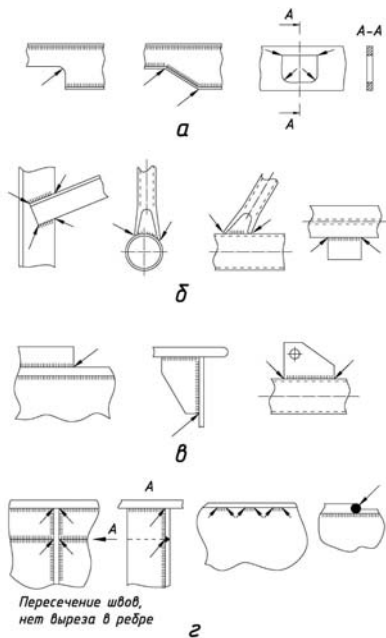 А
А-А
А
а
б
в
А
А
Пересечение швов,
нет выреза в ребре
г